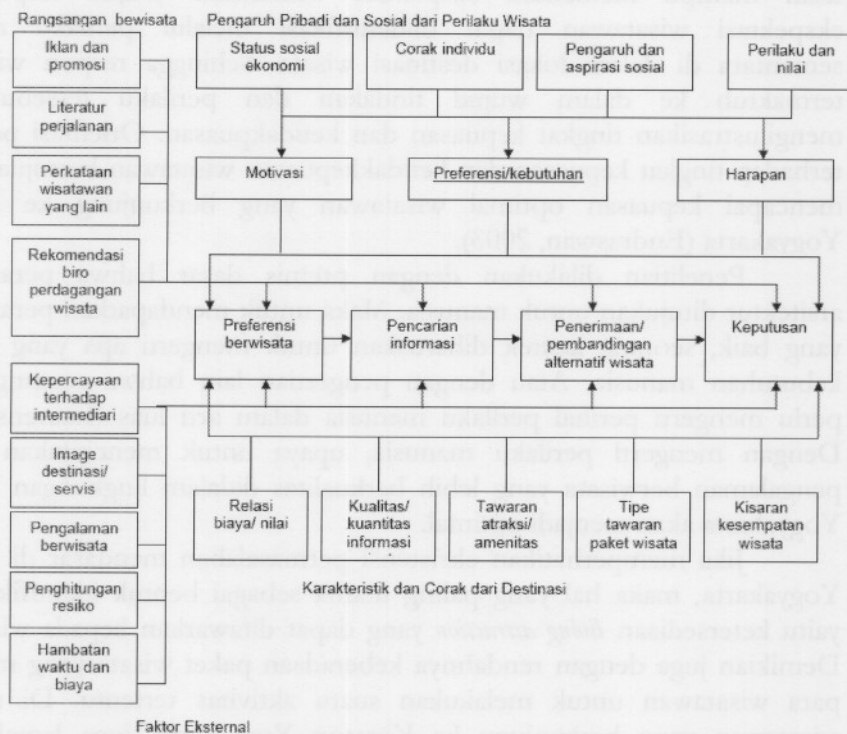 Rangsangan bewisata
Pengaruh Pribadi dan Sosial dari Perilaku Wisata
Iklan dan
promosi
Literatur
perjalanan
Perkataan
wisatawan
yang lain
Rekomendasi
biro
perdagangan
wisata
Kepercayaan
terhadap
intermediari
Image
destinasi/
servis
Pengalaman
berwisata
Penghitungan
resiko
Hambatan
waktu dan
biaya
Faktor Eksternal
Status sosial
ekonomi
Corak individu
Pengaruh dan
aspirasi sosial
Perilaku dan
nilai
Motivasi
Preferensi/kebutuhan
Harapan
Preferensi
berwisata
Pencarian
informasi
Penerimaan/
pembandingan
alternatif wisata
Keputusan
Relasi
biaya/ nilai
Kualitas/
kuantitas
informasi
Tawaran
atraksi/
amenitas
Tipe
tawaran
paket wisata
Kisaran
kesempatan
wisata
Karakteristik dan Corak dari Destinasi